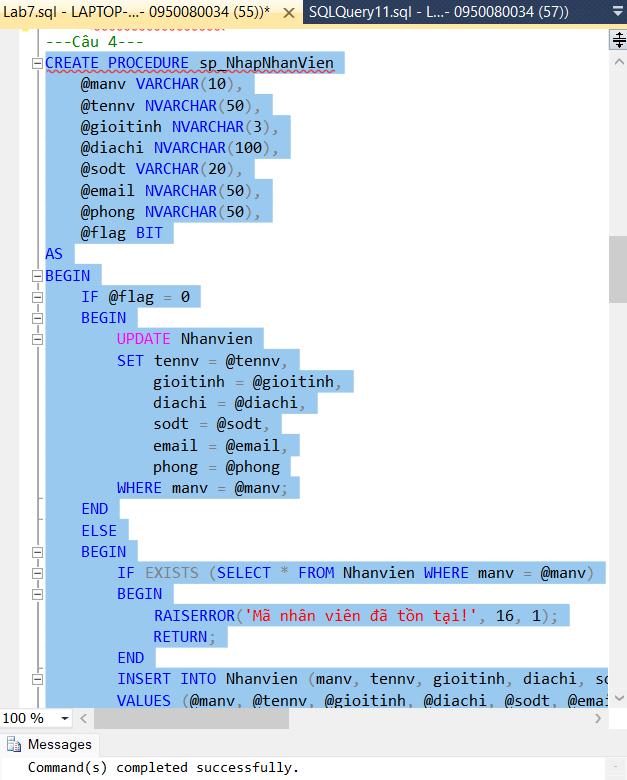 Lab7.sql - LAPTOP-...- 0950080034 (55))* SQLQuery11.sql - L...- 0950080034 (57))
---Câu 4---
CREATE PROCEDURE sp_NhapNhanVien
@manv VARCHAR(10),
@tennv NVARCHAR(50),
@gioitinh NVARCHAR(3),
@diachi NVARCHAR(100),
@sodt VARCHAR(20),
@email NVARCHAR(50),
@phong NVARCHAR(50),
@flag BIT
AS
BEGIN
IF @flag = 0
BEGIN
UPDATE Nhanvien
SET tennv = @tennv,
gioitinh = @gioitinh,
diachi = @diachi,
sodt = @sodt,
email = @email,
phong = @phong
WHERE manv = @manv;
END
ELSE
BEGIN
IF EXISTS (SELECT * FROM Nhanvien WHERE manv = @manv)
BEGIN
RAISERROR('Mã nhân viên đã tồn tại!', 16, 1);
RETURN;
END
INSERT INTO Nhanvien (manv, tennv, gioitinh, diachi, so
VALUES (@manv, @tennv, @gioitinh, @diachi, @sodt, @emai
100 %
Messages
Command(s) completed successfully.